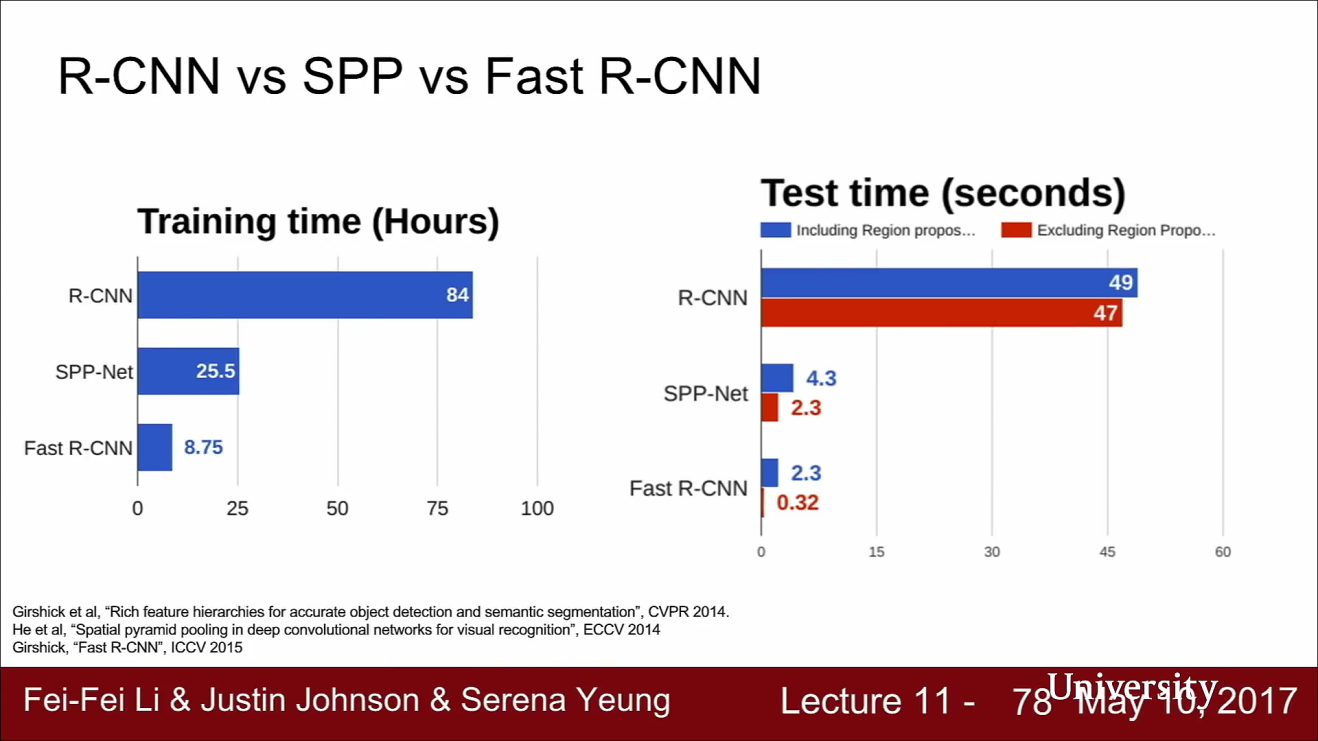 R-CNN vs SPP vs Fast R-CNN
Training time (Hours)
R-CNN
84
SPP-Net
25.5
Fast R-CNN
8.75
0 25 50 75 100
Test time (seconds)
Including Region propos... Excluding Region Propo...
R-CNN
49
47
SPP-Net
4.3
2.3
Fast R-CNN
2.3
0.32
0 15 30 45 60
Girshick et al, “Rich feature hierarchies for accurate object detection and semantic segmentation”, CVPR 2014.
He et al, “Spatial pyramid pooling in deep convolutional networks for visual recognition”, ECCV 2014
Girshick, “Fast R-CNN”, ICCV 2015
Fei-Fei Li & Justin Johnson & Serena Yeung
Lecture 11 - 78 May 10, 2017
University